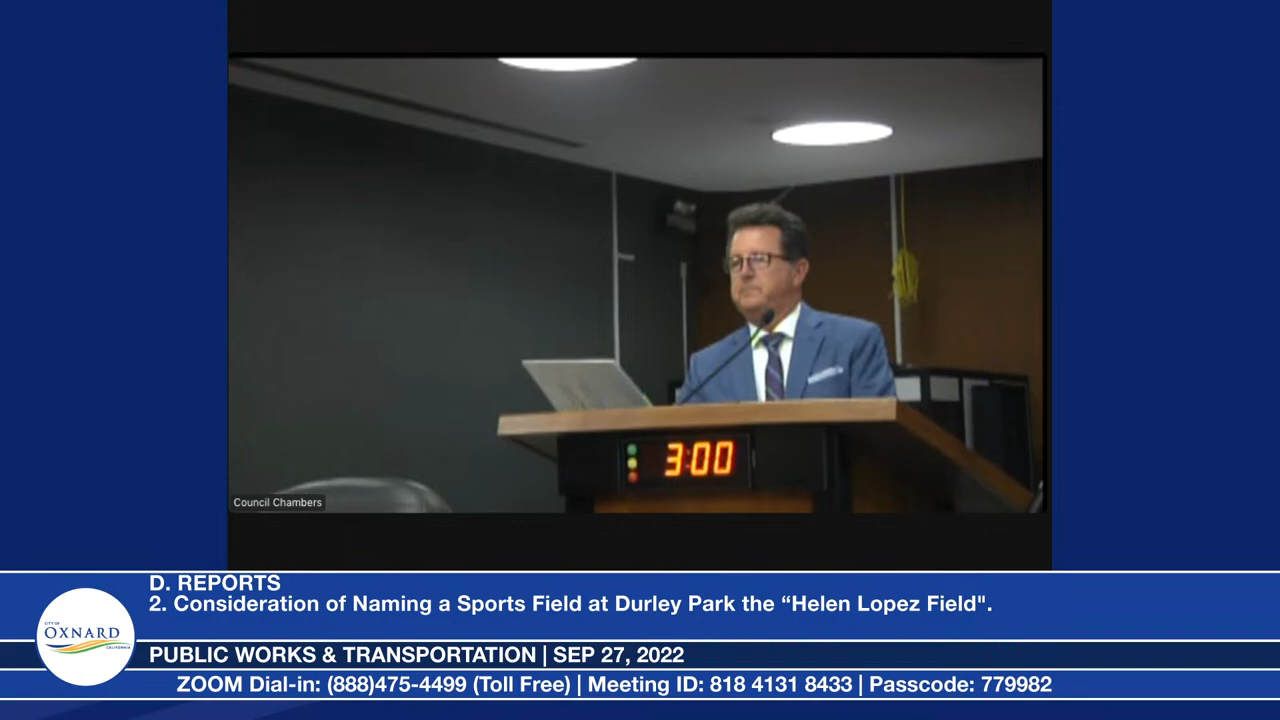 3:00
Council Chambers
D. REPORTS
2. Consideration of Naming a Sports Field at Durley Park the “Helen Lopez Field".
CITY OF
OXNARD
CALIFORNIA
PUBLIC WORKS & TRANSPORTATION | SEP 27, 2022
ZOOM Dial-in: (888)475-4499 (Toll Free) | Meeting ID: 818 4131 8433 | Passcode: 779982